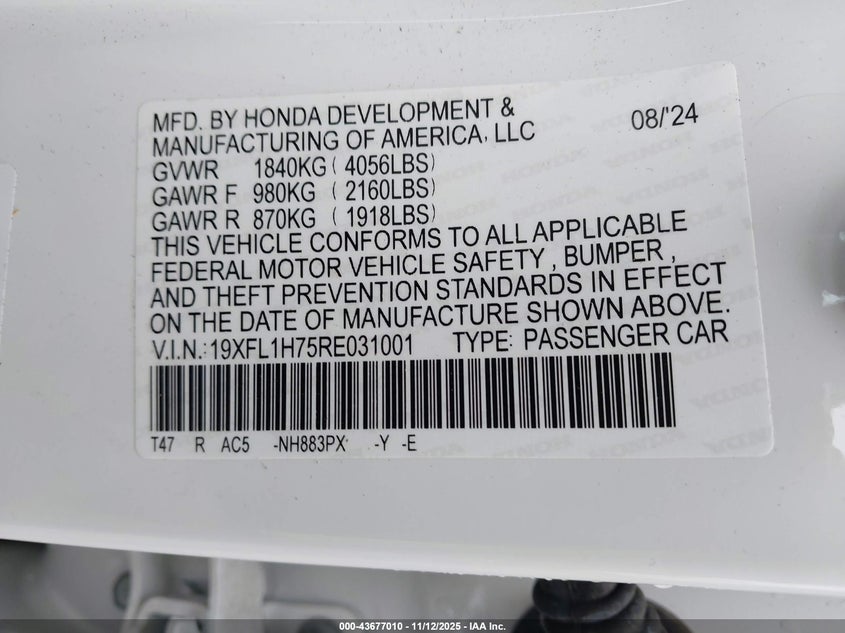 MFD. BY HONDA DEVELOPMENT & 08/'24
MANUFACTURING OF AMERICA, LLC
GVWR 1840KG ( 4056LBS)
GAWR F 980KG ( 2160LBS)
GAWR R 870KG ( 1918LBS)
THIS VEHICLE CONFORMS TO ALL APPLICABLE
FEDERAL MOTOR VEHICLE SAFETY , BUMPER ,
AND THEFT PREVENTION STANDARDS IN EFFECT
ON THE DATE OF MANUFACTURE SHOWN ABOVE.
V.I.N.:19XFL1H75RE031001 TYPE: PASSENGER CAR
T47 R AC5 -NH883PX -Y -E
000-43677010 - 11/12/2025 - IAA Inc.